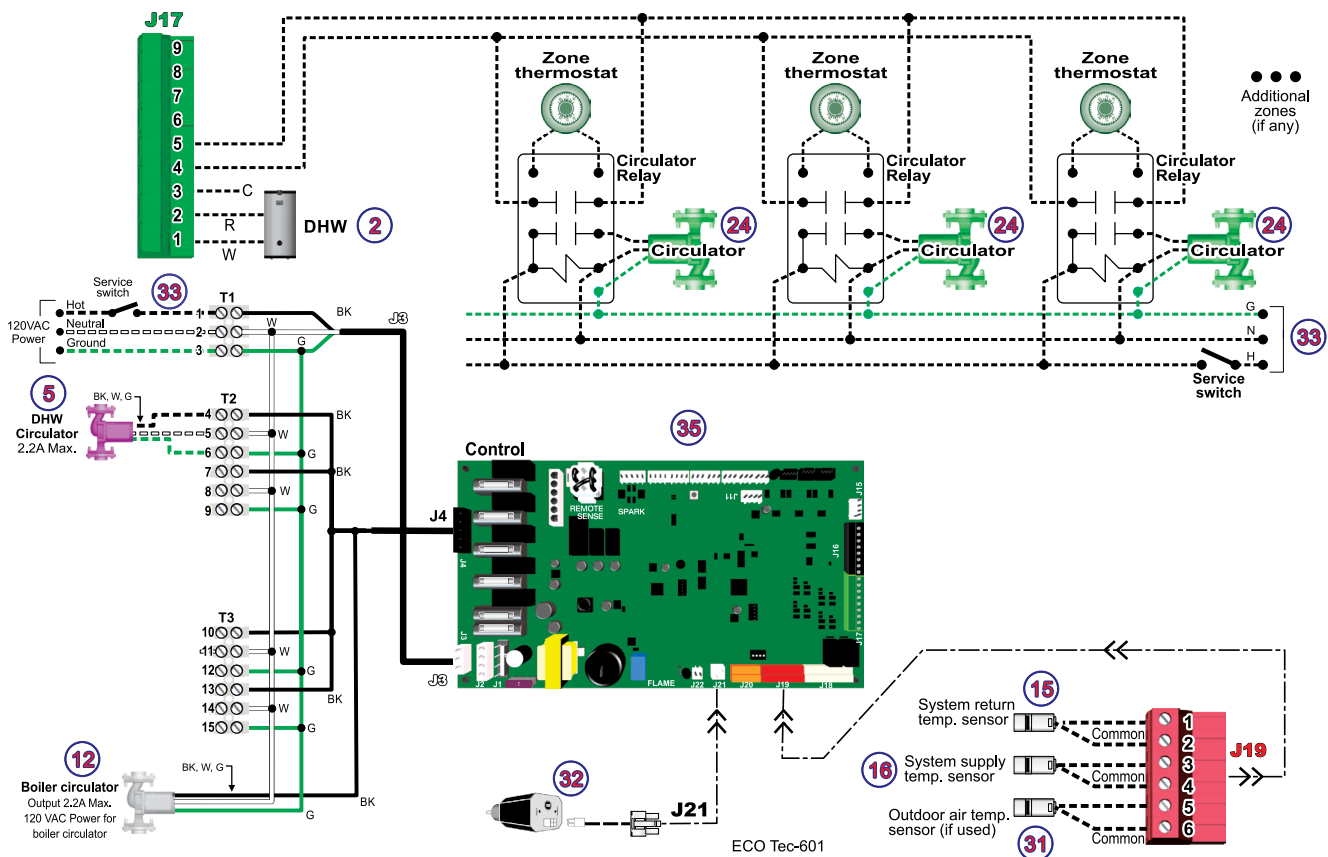 J17
9
8
7
6
5
4
3
2
1
C
R
W
DHW
2
Zone
thermostat
Circulator
Relay
Circulator
24
Zone
thermostat
Circulator
Relay
Circulator
24
Zone
thermostat
Circulator
Relay
Circulator
24
Additional
zones
(if any)
G
N
H
33
Service
switch
Hot
Service
switch
33
120VAC
Power
Neutral
Ground
T1
1
2
3
BK
W
G
J3
5
DHW
Circulator
2.2A Max.
BK, W, G
T2
4
5
6
7
8
9
BK
W
G
BK
W
G
T3
10
11
12
13
14
15
W
G
BK
W
G
12
Boiler circulator
Output 2.2A Max.
120 VAC Power for
boiler circulator
BK, W, G
BK
G
35
Control
J4
J4
J3
J3
J2
J1
REMOTE
SENSE
SPARK
J11
J15
J16
J17
FLAME
J22
J21
J20
J19
J18
32
J21
ECO Tec-601
System return
temp. sensor
15
Common
16
System supply
temp. sensor
Common
Outdoor air temp.
sensor (if used)
31
Common
1
2
3
4
5
6
J19